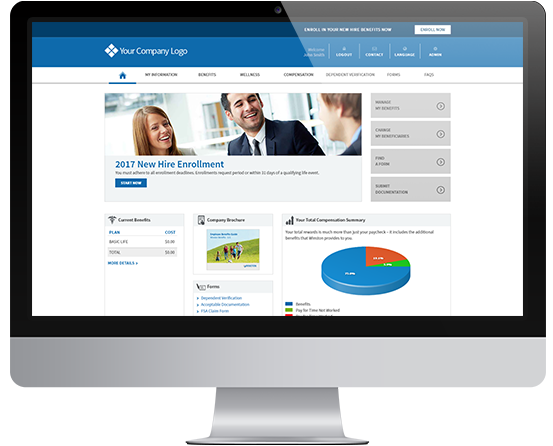 ENROLL IN YOUR NEW HIRE BENEFITS NOW
ENROLL NOW
Your Company Logo
Welcome
LOGOUT
CONTACT
LANGUAGE
ADMIN
MY INFORMATION
BENEFITS
WELLNESS
COMPENSATION
DEPENDENT VERIFICATION
FORMS
FAQS
2017 New Hire Enrollment
You must adhere to all enrollment deadlines. Enrollments request period or within 31 days of a qualifying life event.
START NOW
MANAGE
MY BENEFITS
CHANGE
MY BENEFICIARIES
FIND
A FORM
SUBMIT
DOCUMENTATION
Current Benefits
PLAN COST
BASIC LIFE $0.00
TOTAL $0.00
MORE DETAILS >
Company Brochure
Employee Benefits Guide
Forms
Dependent Verification
Acceptable Documentation
FSA Claim Form
Your Total Compensation Summary
Your total rewards is much more than just your paycheck - it includes the additional
benefits that Winston provides to you.
Benefits
Pay for Time Not Worked